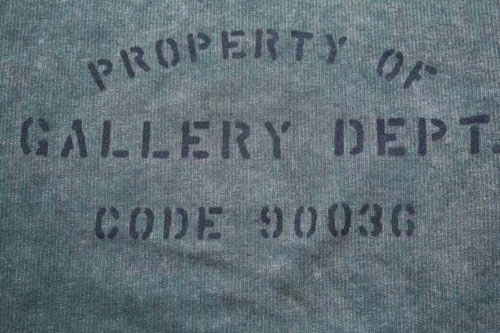 PROPERTY OF
GALLERY DEPT.
CODE 90036